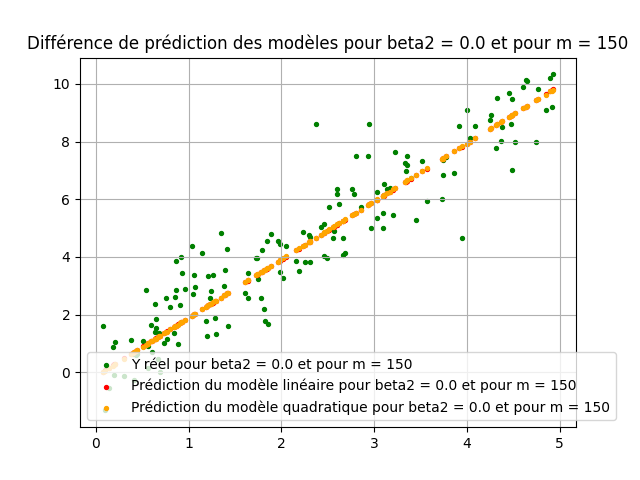 Différence de prédiction des modèles pour beta2 = 0.0 et pour m = 150
10
8
6
4
2
0
Y réel pour beta2 = 0.0 et pour m = 150
Prédiction du modèle linéaire pour beta2 = 0.0 et pour m = 150
Prédiction du modèle quadratique pour beta2 = 0.0 et pour m = 150
0 1 2 3 4 5